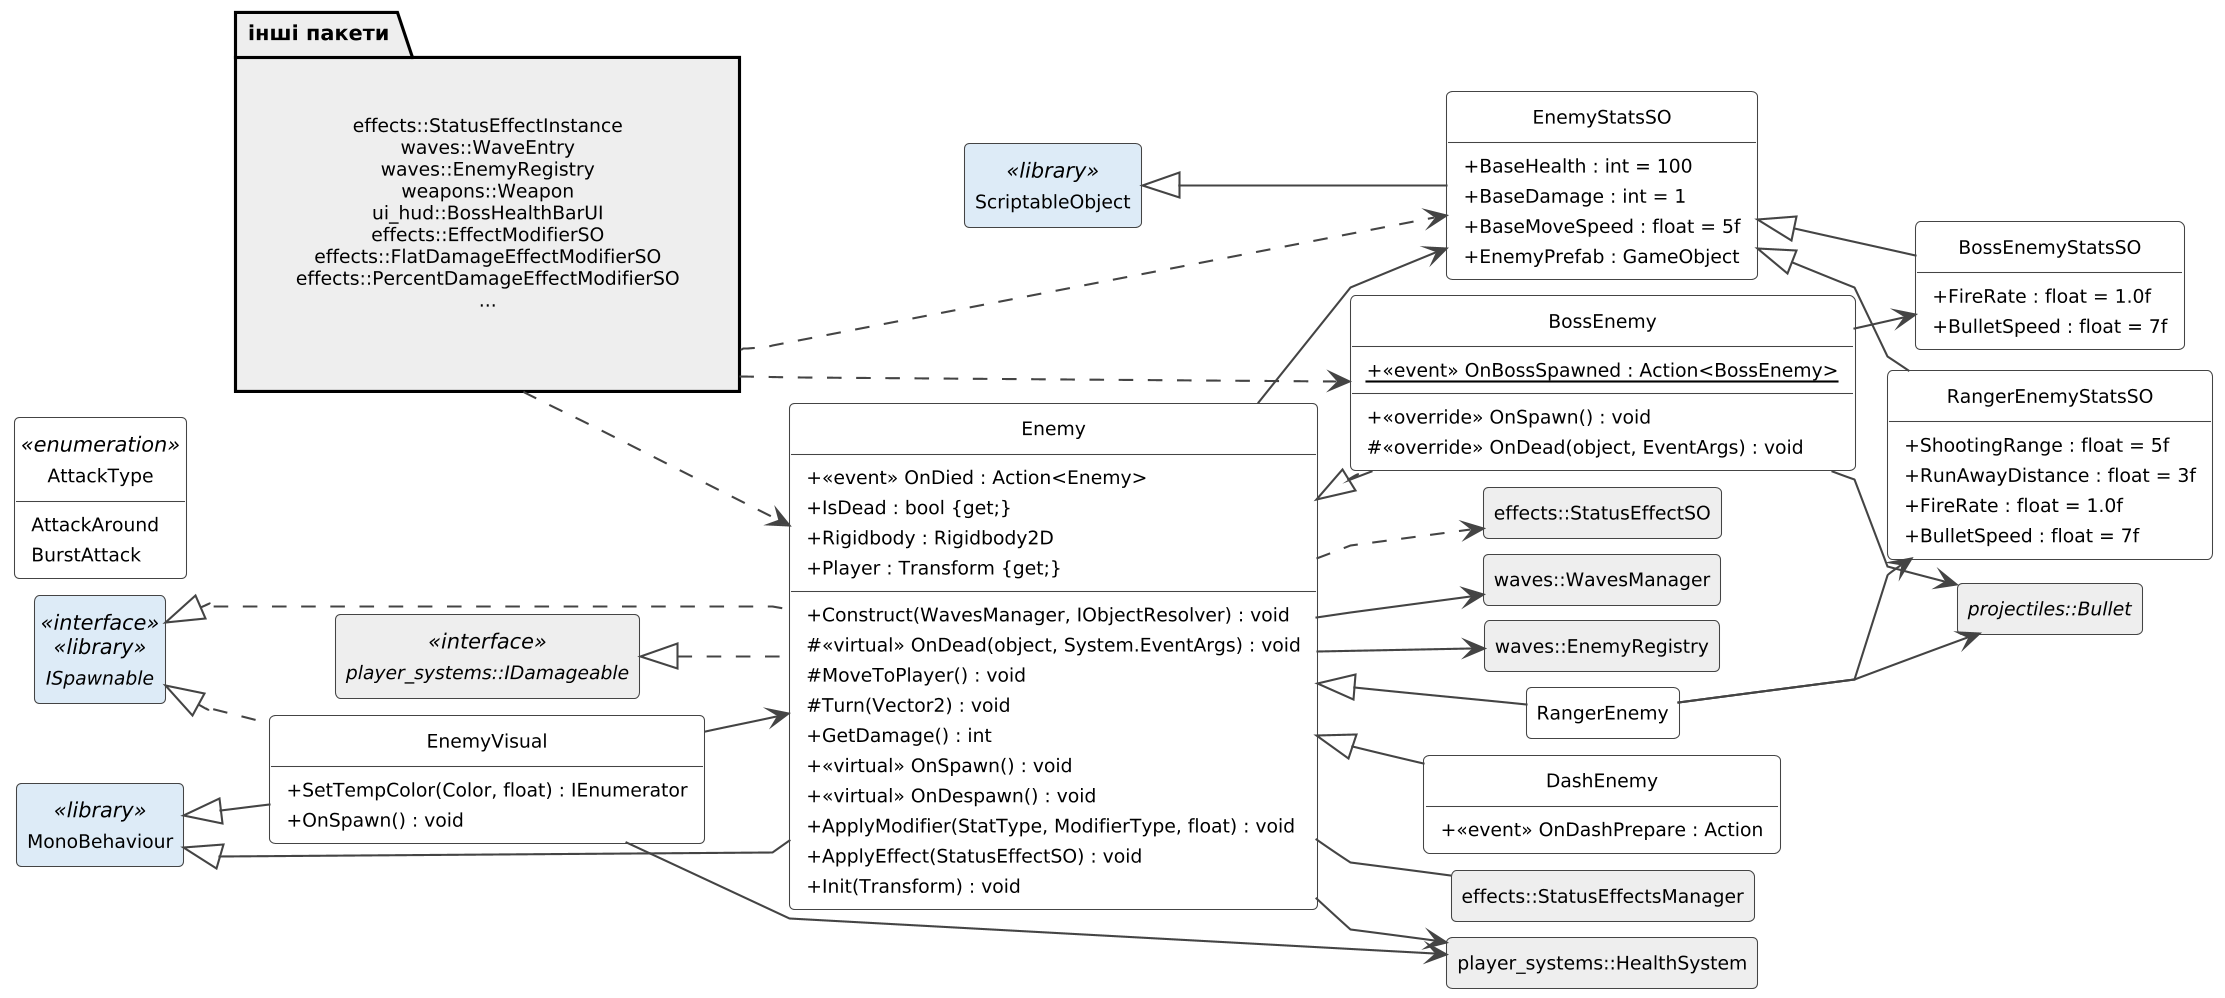 інші пакети
effects::StatusEffectInstance
waves::WaveEntry
waves::EnemyRegistry
weapons::Weapon
ui_hud::BossHealthBarUI
effects::EffectModifierSO
effects::FlatDamageEffectModifierSO
effects::PercentDamageEffectModifierSO
...
«library»
ScriptableObject
EnemyStatsSO
+BaseHealth : int = 100
+BaseDamage : int = 1
+BaseMoveSpeed : float = 5f
+EnemyPrefab : GameObject
BossEnemyStatsSO
+FireRate : float = 1.0f
+BulletSpeed : float = 7f
BossEnemy
+«event» OnBossSpawned : Action<BossEnemy>
+«override» OnSpawn() : void
#«override» OnDead(object, EventArgs) : void
RangerEnemyStatsSO
+ShootingRange : float = 5f
+RunAwayDistance : float = 3f
+FireRate : float = 1.0f
+BulletSpeed : float = 7f
«enumeration»
AttackType
AttackAround
BurstAttack
Enemy
+«event» OnDied : Action<Enemy>
+IsDead : bool {get;}
+Rigidbody : Rigidbody2D
+Player : Transform {get;}
+Construct(WavesManager, IObjectResolver) : void
#«virtual» OnDead(object, System.EventArgs) : void
#MoveToPlayer() : void
#Turn(Vector2) : void
+GetDamage() : int
+«virtual» OnSpawn() : void
+«virtual» OnDespawn() : void
+ApplyModifier(StatType, ModifierType, float) : void
+ApplyEffect(StatusEffectSO) : void
+Init(Transform) : void
effects::StatusEffectSO
waves::WavesManager
waves::EnemyRegistry
projectiles::Bullet
«interface»
«library»
ISpawnable
«interface»
player_systems::IDamageable
RangerEnemy
EnemyVisual
+SetTempColor(Color, float) : IEnumerator
+OnSpawn() : void
«library»
MonoBehaviour
DashEnemy
+«event» OnDashPrepare : Action
effects::StatusEffectsManager
player_systems::HealthSystem